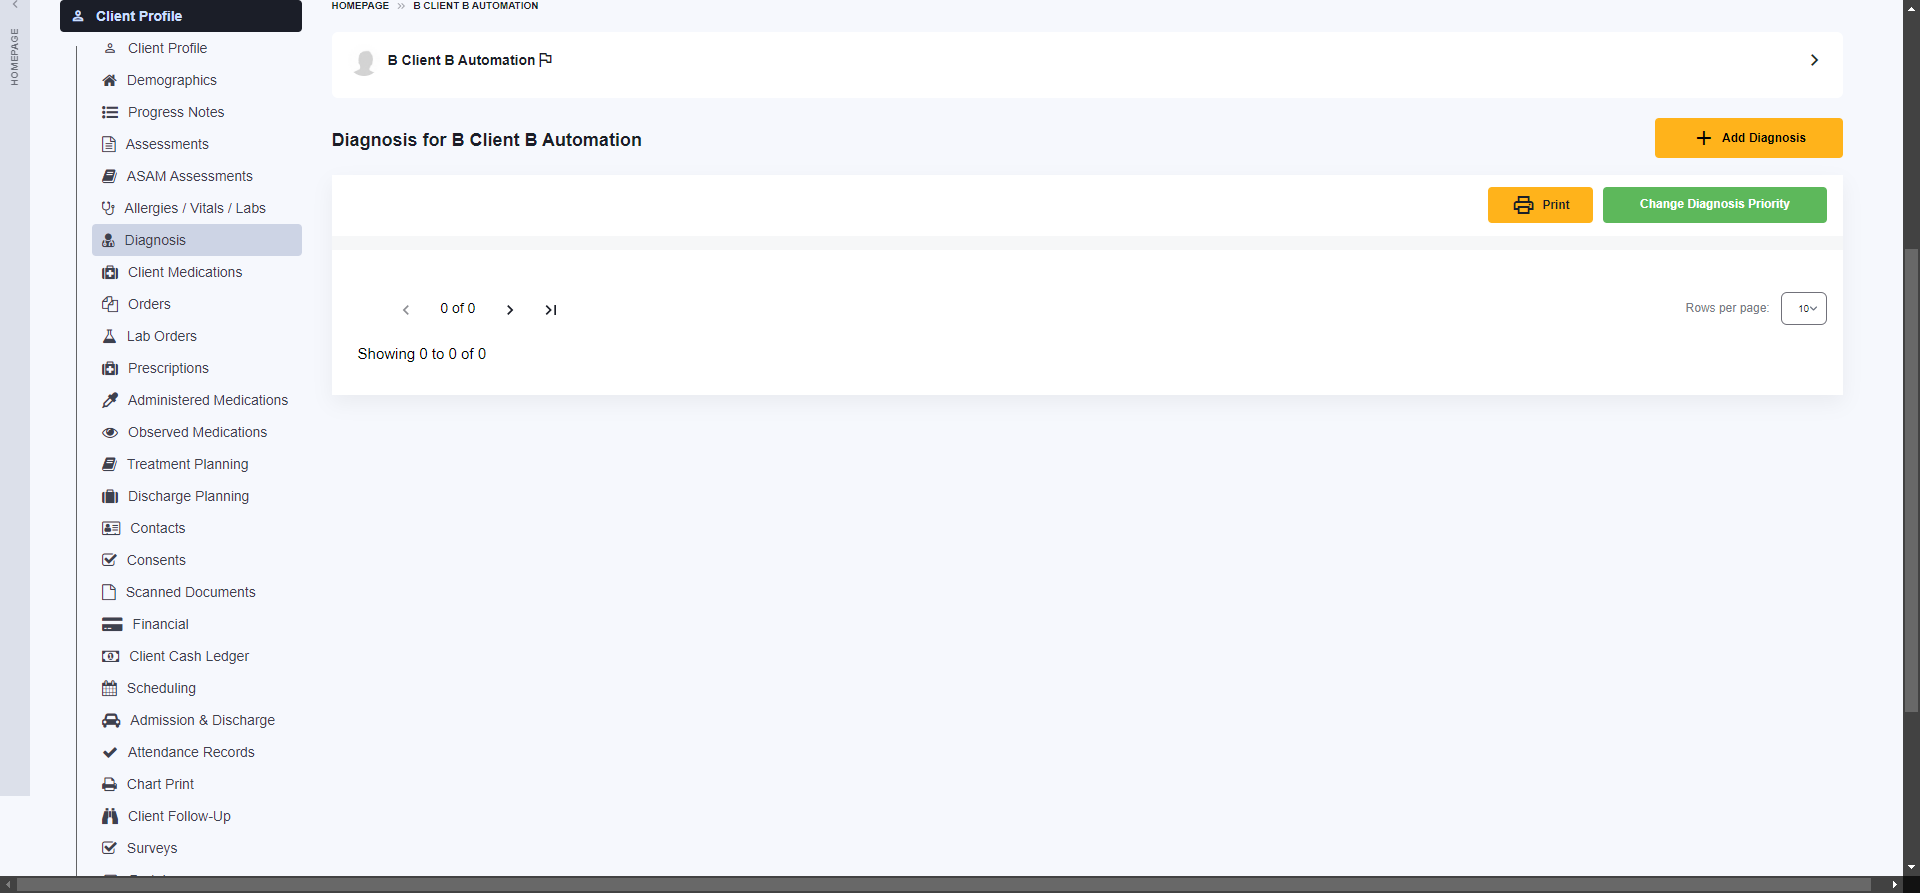 HOMEPAGE
Client Profile
Client Profile
Demographics
Progress Notes
Assessments
ASAM Assessments
Allergies / Vitals / Labs
Diagnosis
Client Medications
Orders
Lab Orders
Prescriptions
Administered Medications
Observed Medications
Treatment Planning
Discharge Planning
Contacts
Consents
Scanned Documents
Financial
Client Cash Ledger
Scheduling
Admission & Discharge
Attendance Records
Chart Print
Client Follow-Up
Surveys
HOMEPAGE » B CLIENT B AUTOMATION
B Client B Automation
Diagnosis for B Client B Automation
Add Diagnosis
Print
Change Diagnosis Priority
0 of 0
Rows per page: 10
Showing 0 to 0 of 0